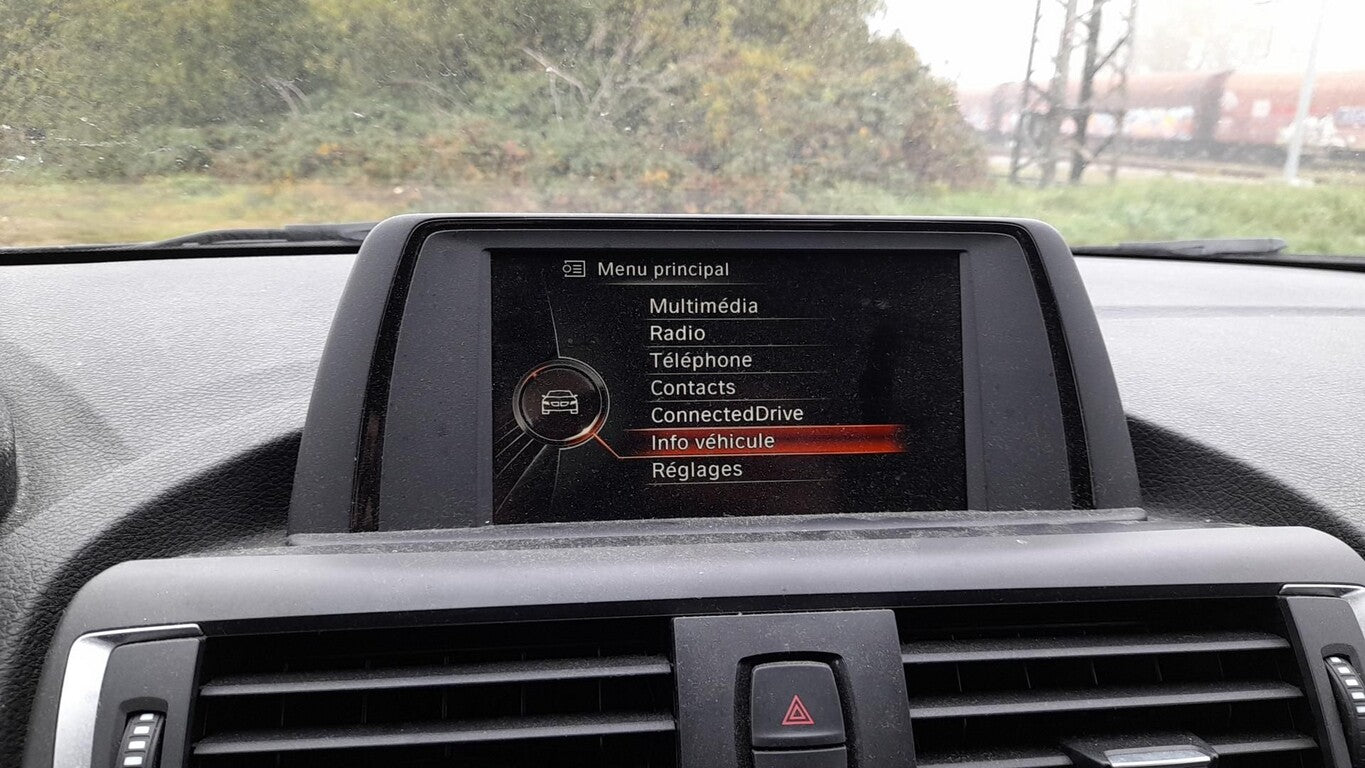 Menu principal
Multimédia
Radio
Téléphone
Contacts
ConnectedDrive
Info véhicule
Réglages